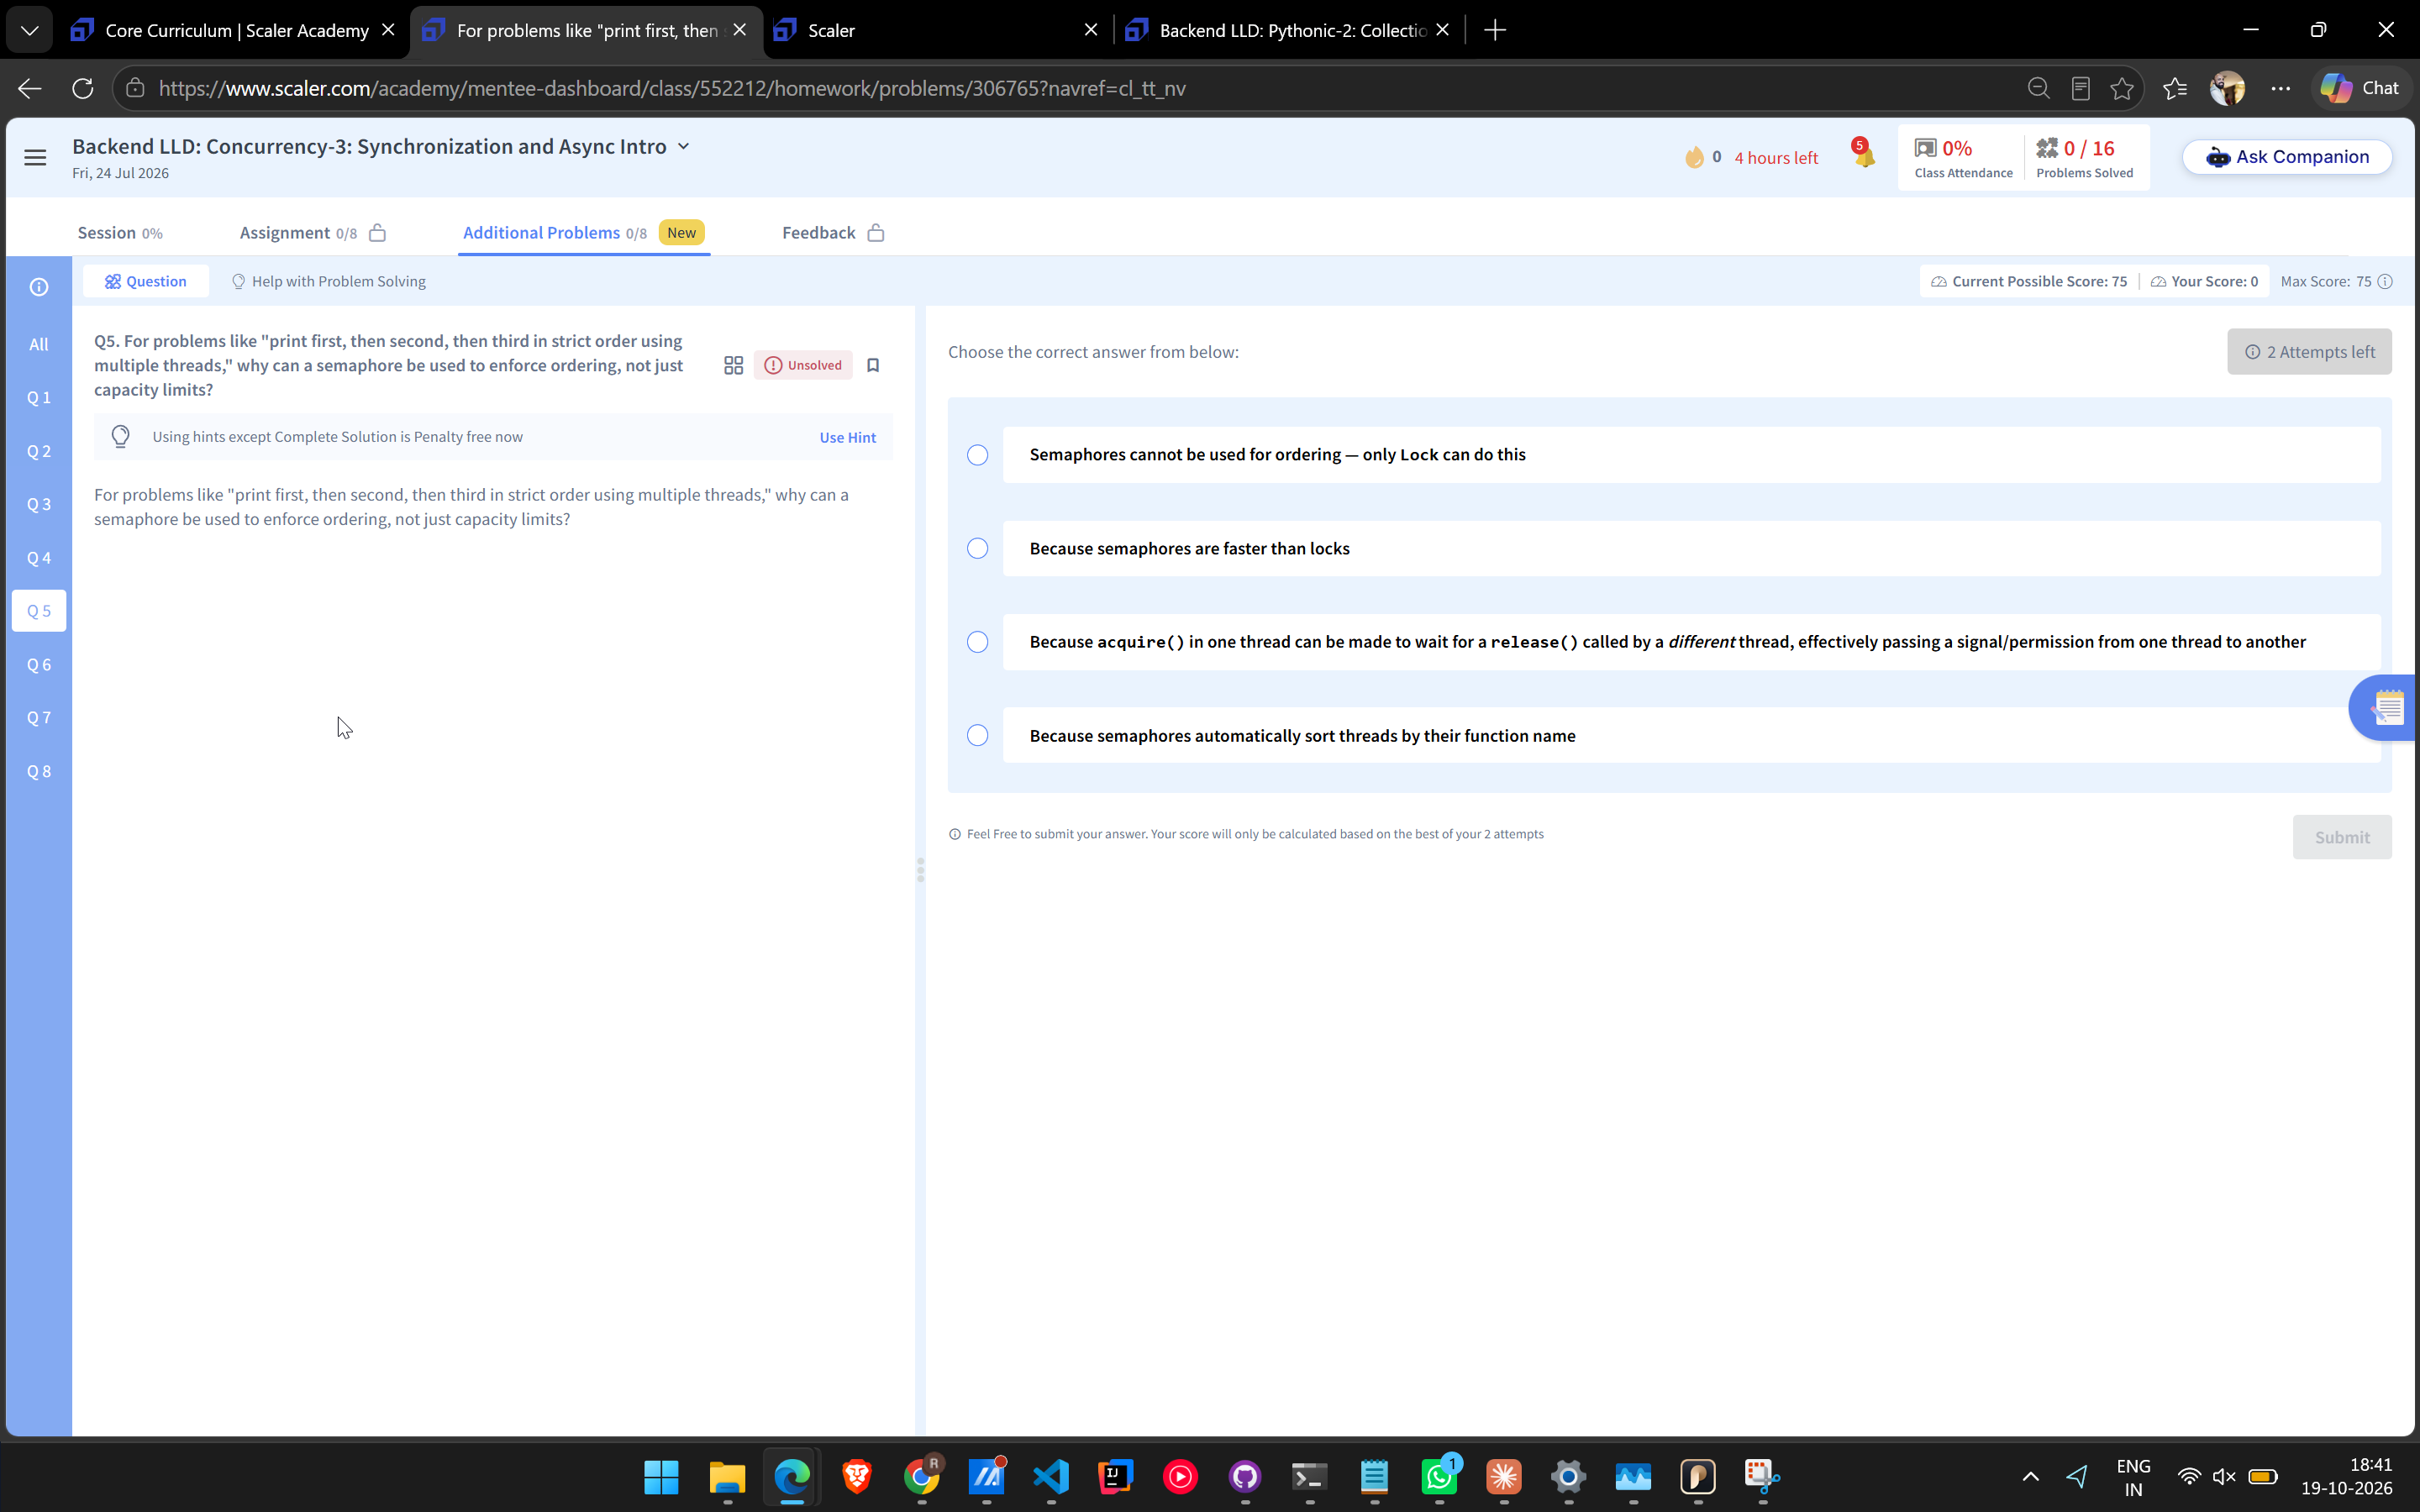 Core Curriculum | Scaler Academy
For problems like "print first, then
Scaler
Backend LLD: Pythonic-2: Collectio
https://www.scaler.com/academy/mentee-dashboard/class/552212/homework/problems/306765?navref=cl_tt_nv
Chat
Backend LLD: Concurrency-3: Synchronization and Async Intro
Fri, 24 Jul 2026
0 4 hours left
5
0%
Class Attendance
0 / 16
Problems Solved
Ask Companion
Session 0%
Assignment 0/8
Additional Problems 0/8 New
Feedback
Question
Help with Problem Solving
Current Possible Score: 75
Your Score: 0
Max Score: 75
All
Q 1
Q 2
Q 3
Q 4
Q 5
Q 6
Q 7
Q 8
Q5. For problems like "print first, then second, then third in strict order using
multiple threads," why can a semaphore be used to enforce ordering, not just
capacity limits?
Unsolved
Using hints except Complete Solution is Penalty free now
Use Hint
For problems like "print first, then second, then third in strict order using multiple threads," why can a
semaphore be used to enforce ordering, not just capacity limits?
Choose the correct answer from below:
2 Attempts left
Semaphores cannot be used for ordering — only Lock can do this
Because semaphores are faster than locks
Because acquire() in one thread can be made to wait for a release() called by a different thread, effectively passing a signal/permission from one thread to another
Because semaphores automatically sort threads by their function name
Feel Free to submit your answer. Your score will only be calculated based on the best of your 2 attempts
Submit
R
IJ
1
ENG
IN
18:41
19-10-2026